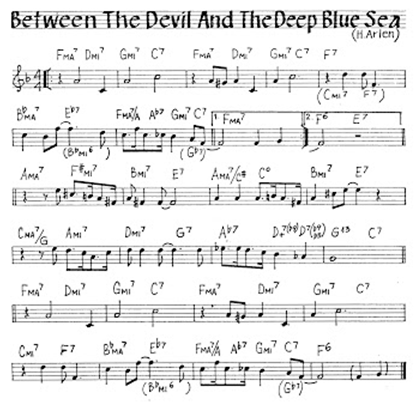 Between The Devil And The Deep Blue Sea
(H. Arlen)
Fma7 Dmi7 Gmi7 C7 Fma7 Dmi7 Gmi7 C7 F7
(Cmi7 F7)
Bbma7 Eb7 Fma7/A Ab7 Gmi7 C7 1. Fma7 2. F6 E7
(Bbmi6) (Gb7)
Ama7 F#mi7 Bmi7 E7 Ama7/C# C° Bmi7 E7
Cma7/G Ami7 Dmi7 G7 Ab7 G13 C7
Fma7 Dmi7 Gmi7 C7 Fma7 Dmi7 Gmi7 C7
Cmi7 F7 Bbma7 Eb7 Fma7/A Ab7 Gmi7 C7 F6
(Bbmi6) (Gb7)